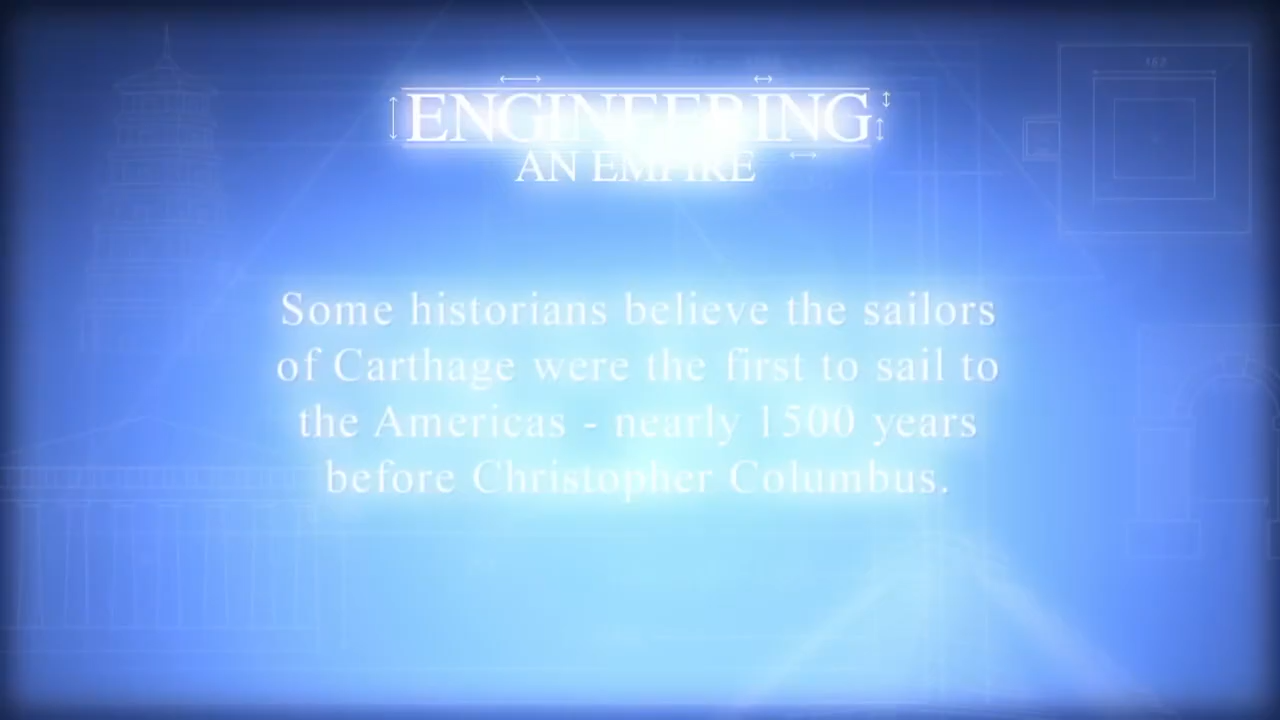 ENGINEERING
AN EMPIRE
162
Some historians believe the sailors
of Carthage were the first to sail to
the Americas - nearly 1500 years
before Christopher Columbus.